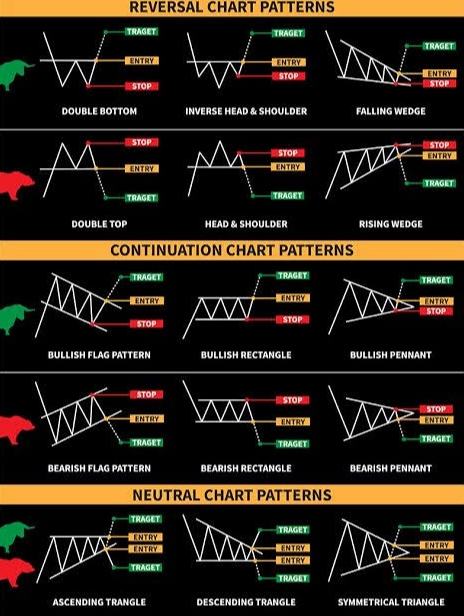 REVERSAL CHART PATTERNS
TRAGET TRAGET TRAGET
ENTRY ENTRY ENTRY
STOP STOP STOP
DOUBLE BOTTOM INVERSE HEAD & SHOULDER FALLING WEDGE
STOP STOP STOP
ENTRY ENTRY ENTRY
TRAGET TRAGET TRAGET
DOUBLE TOP HEAD & SHOULDER RISING WEDGE
CONTINUATION CHART PATTERNS
TRAGET TRAGET TRAGET
ENTRY ENTRY ENTRY
STOP STOP STOP
BULLISH FLAG PATTERN BULLISH RECTANGLE BULLISH PENNANT
STOP STOP STOP
ENTRY ENTRY ENTRY
TRAGET TRAGET TRAGET
BEARISH FLAG PATTERN BEARISH RECTANGLE BEARISH PENNANT
NEUTRAL CHART PATTERNS
TRAGET TRAGET TRAGET
ENTRY ENTRY ENTRY
ENTRY ENTRY ENTRY
TRAGET TRAGET TRAGET
ASCENDING TRANGLE DESCENDING TRANGLE SYMMETRICAL TRIANGLE